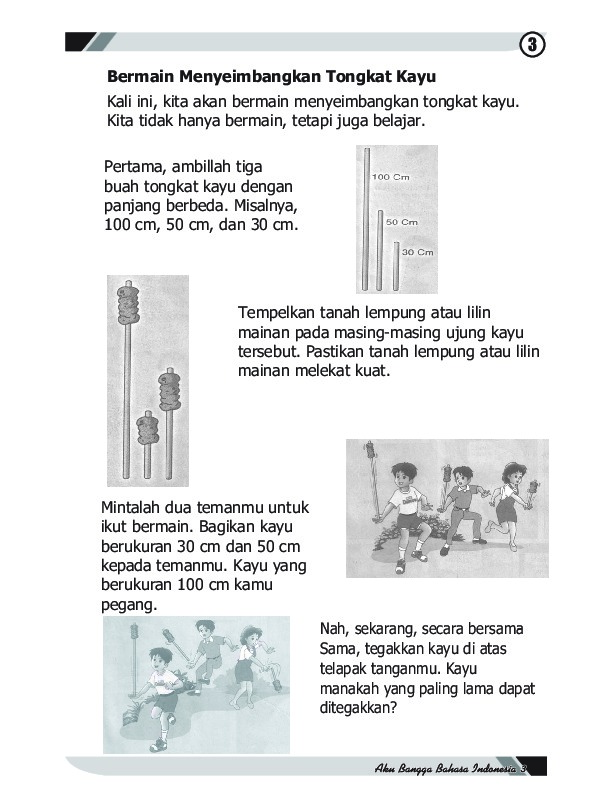 3
Bermain Menyeimbangkan Tongkat Kayu
Kali ini, kita akan bermain menyeimbangkan tongkat kayu.
Kita tidak hanya bermain, tetapi juga belajar.
Pertama, ambillah tiga
buah tongkat kayu dengan
panjang berbeda. Misalnya,
100 cm, 50 cm, dan 30 cm.
100 Cm
50 Cm
30 Cm
Tempelkan tanah lempung atau lilin
mainan pada masing-masing ujung kayu
tersebut. Pastikan tanah lempung atau lilin
mainan melekat kuat.
Mintalah dua temanmu untuk
ikut bermain. Bagikan kayu
berukuran 30 cm dan 50 cm
kepada temanmu. Kayu yang
berukuran 100 cm kamu
pegang.
Nah, sekarang, secara bersama
Sama, tegakkan kayu di atas
telapak tanganmu. Kayu
manakah yang paling lama dapat
ditegakkan?
Aku Bangga Bahasa Indonesia 3